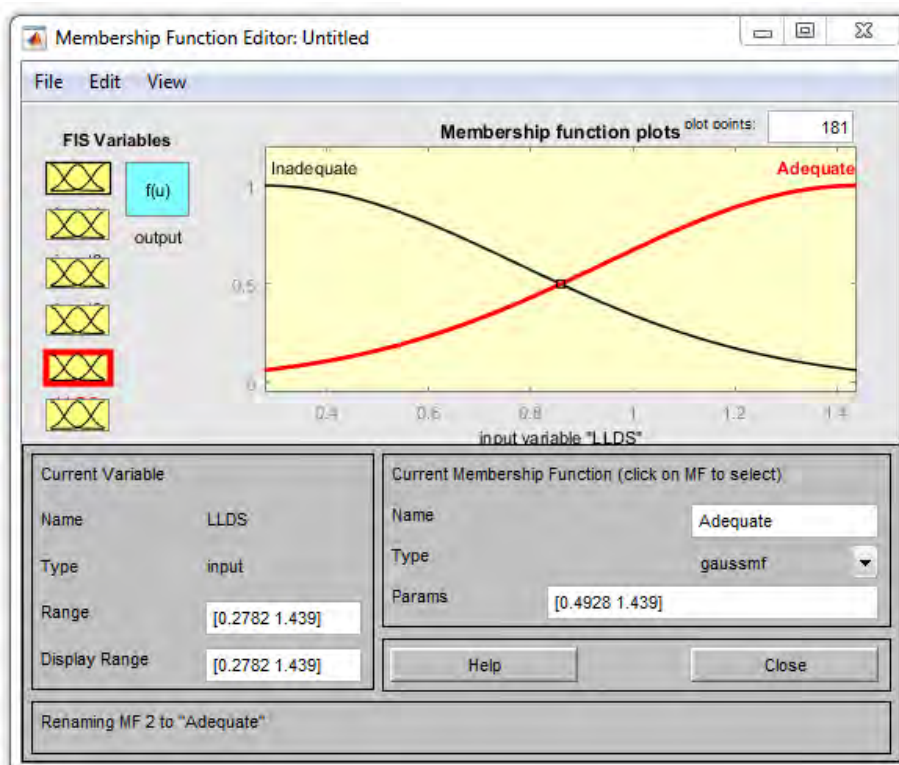 Membership Function Editor: Untitled
File Edit View
FIS Variables
f(u)
output
Membership function plots plot points: 181
Inadequate
Adequate
1
0.5
0
0.4 0.6 0.8 1 1.2 1.4
input variable "LLDS"
Current Variable
Name LLDS
Type input
Range [0.2782 1.439]
Display Range [0.2782 1.439]
Current Membership Function (click on MF to select)
Name Adequate
Type gaussmf
Params [0.4928 1.439]
Help Close
Renaming MF 2 to "Adequate"